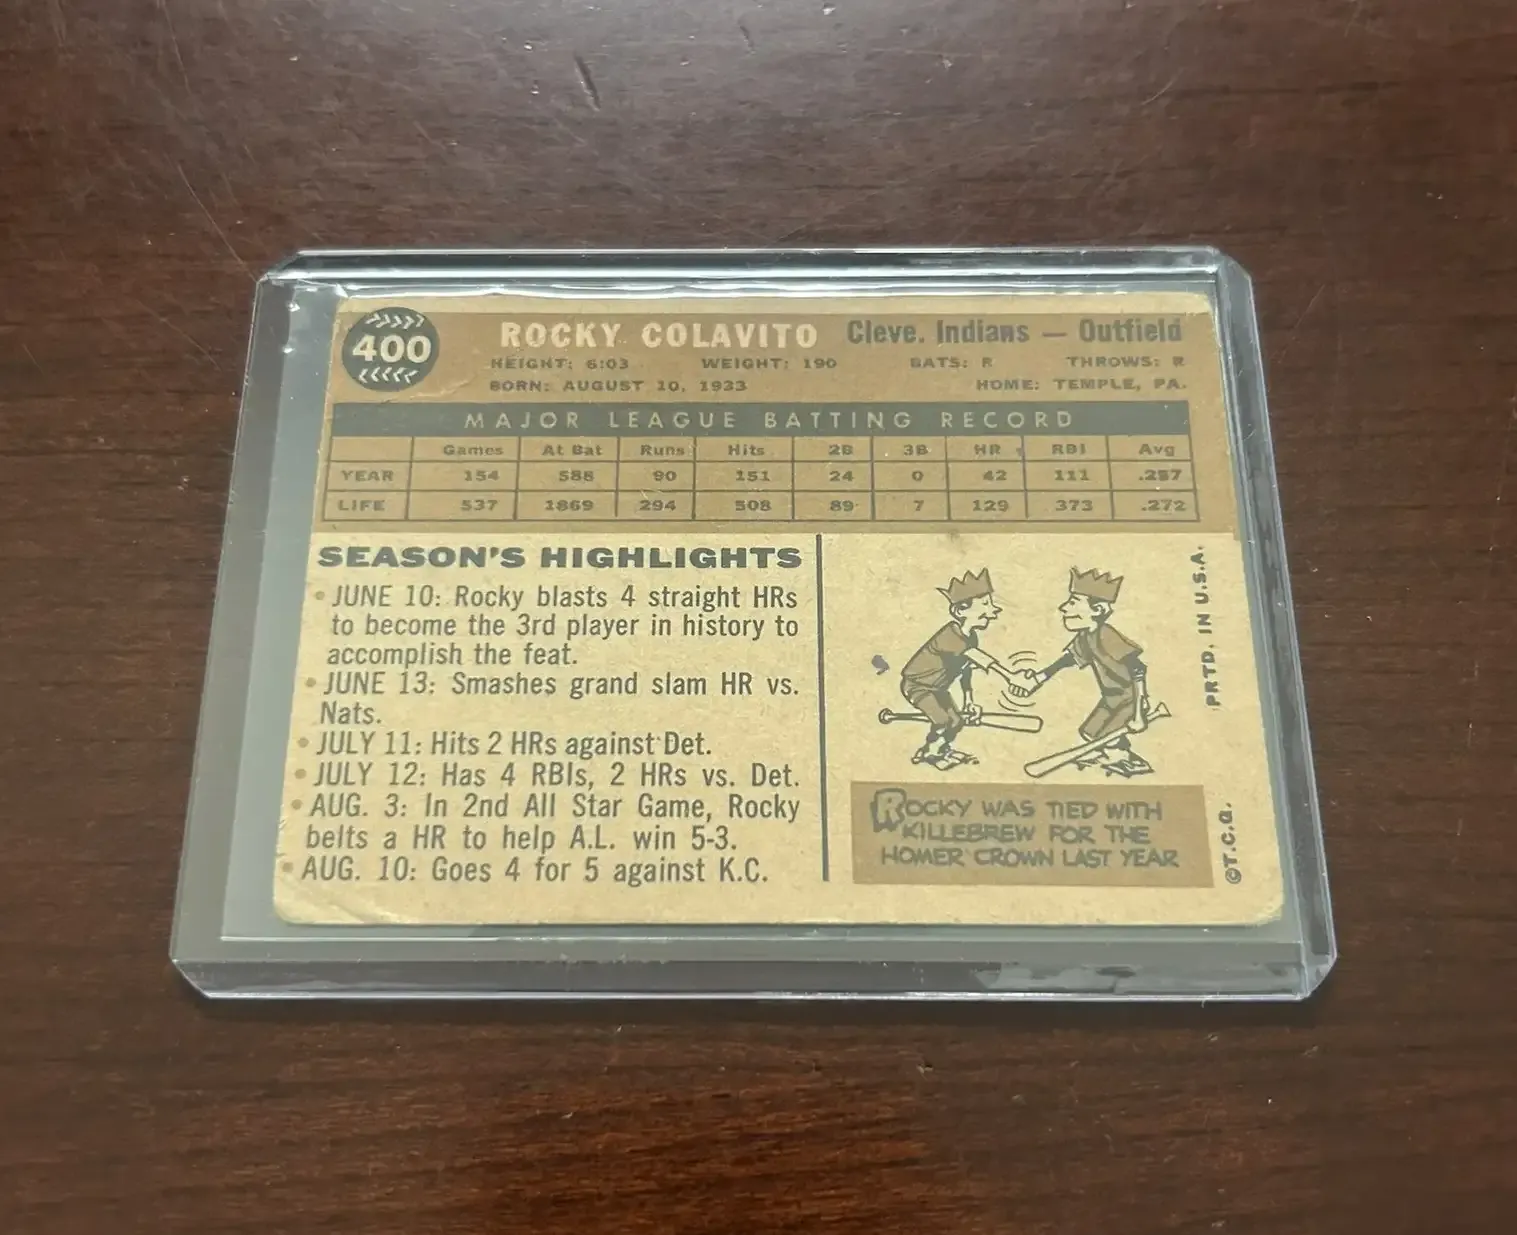 400
ROCKY COLAVITO Cleve. Indians — Outfield
HEIGHT: 6:03 WEIGHT: 190 BATS: R THROWS: R
BORN: AUGUST 10, 1933 HOME: TEMPLE, PA.
MAJOR LEAGUE BATTING RECORD
Games At Bat Runs Hits 2B 3B HR RBI Avg
YEAR 154 588 90 151 24 0 42 111 .257
LIFE 537 1869 294 508 89 7 129 373 .272
SEASON'S HIGHLIGHTS
• JUNE 10: Rocky blasts 4 straight HRs
to become the 3rd player in history to
accomplish the feat.
• JUNE 13: Smashes grand slam HR vs.
Nats.
• JULY 11: Hits 2 HRs against Det.
• JULY 12: Has 4 RBIs, 2 HRs vs. Det.
• AUG. 3: In 2nd All Star Game, Rocky
belts a HR to help A.L. win 5-3.
• AUG. 10: Goes 4 for 5 against K.C.
ROCKY WAS TIED WITH
KILLEBREW FOR THE
HOMER CROWN LAST YEAR
©T.C.G. PRTD. IN U.S.A.